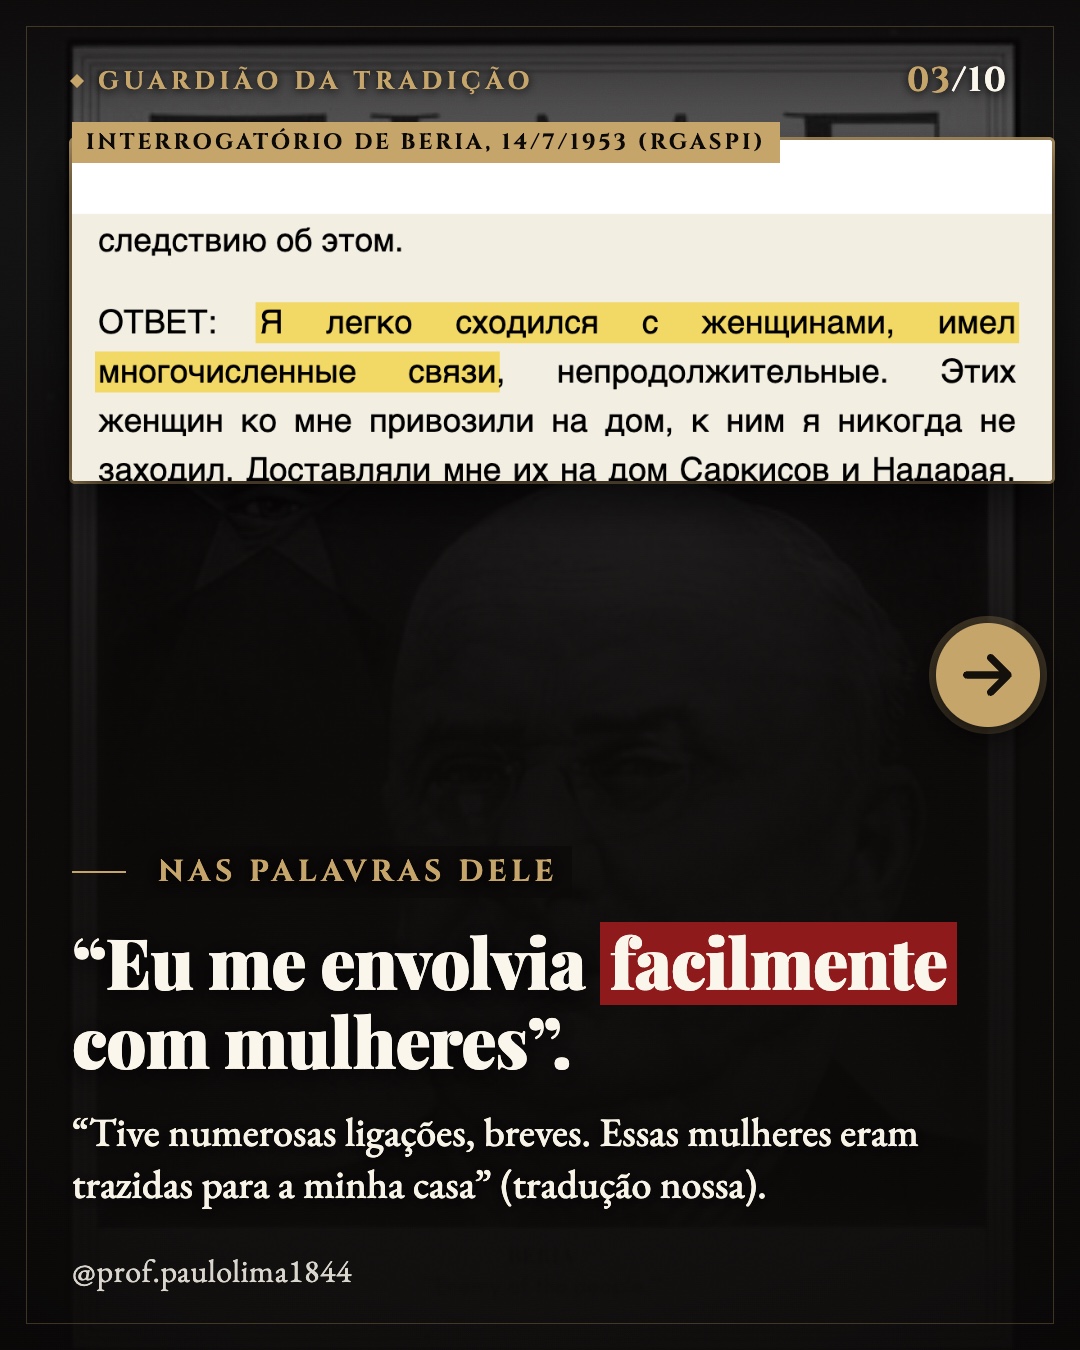 GUARDIÃO DA TRADIÇÃO
03/10
INTERROGATÓRIO DE BERIA, 14/7/1953 (RGASPI)
следствию об этом.
ОТВЕТ: Я легко сходился с женщинами, имел
многочисленные связи, непродолжительные. Этих
женщин ко мне привозили на дом, к ним я никогда не
заходил. Доставляли мне их на дом Саркисов и Надарая,
NAS PALAVRAS DELE
“Eu me envolvia facilmente
com mulheres”.
“Tive numerosas ligações, breves. Essas mulheres eram
trazidas para a minha casa” (tradução nossa).
@prof.paulolima1844